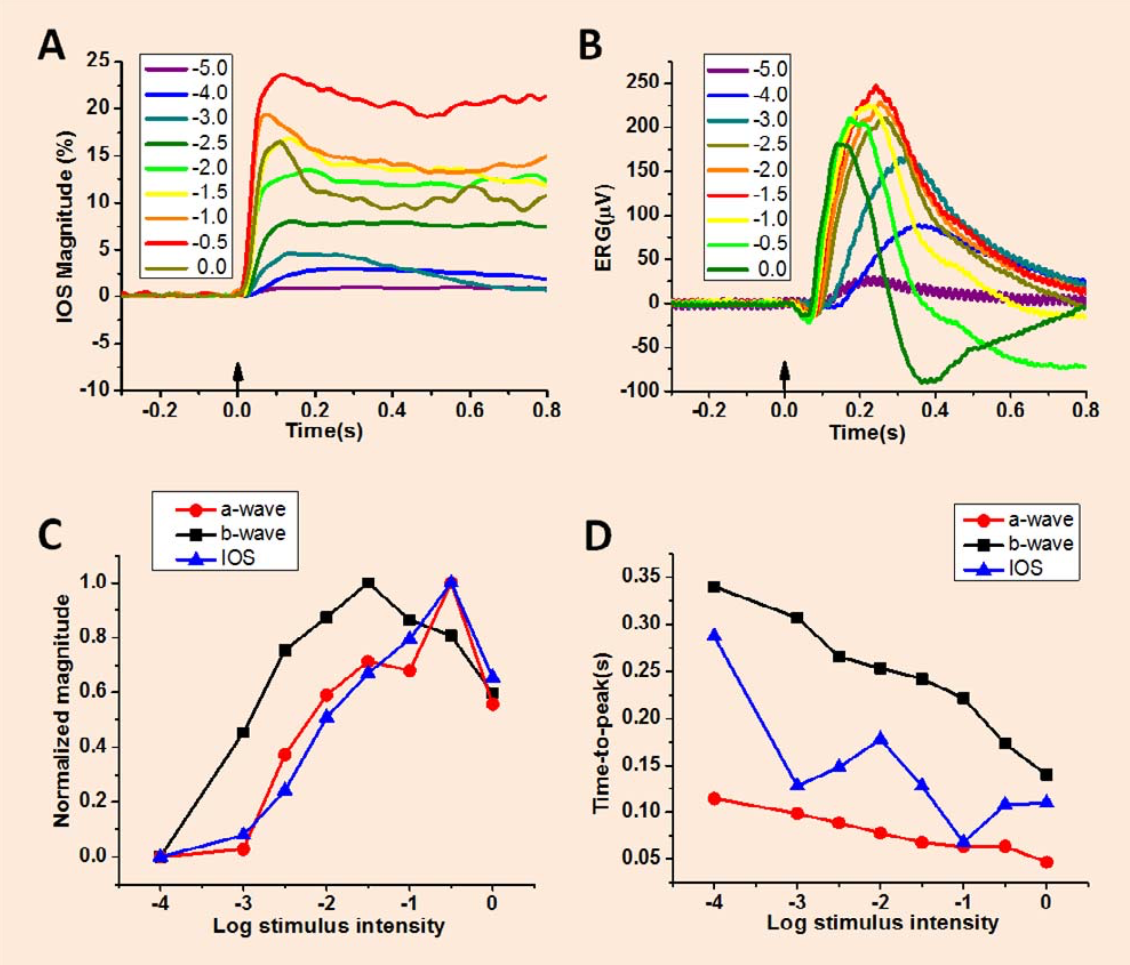 A
IOS Magnitude (%)
25
20
15
10
5
0
-5
-10
-5.0
-4.0
-3.0
-2.5
-2.0
-1.5
-1.0
-0.5
0.0
-0.2 0.0 0.2 0.4 0.6 0.8
Time(s)
B
ERG(μV)
250
200
150
100
50
0
-50
-100
-5.0
-4.0
-3.0
-2.5
-2.0
-1.5
-1.0
-0.5
0.0
-0.2 0.0 0.2 0.4 0.6 0.8
Time(s)
C
a-wave
b-wave
IOS
Normalized magnitude
1.0
0.8
0.6
0.4
0.2
0.0
-4 -3 -2 -1 0
Log stimulus intensity
D
a-wave
b-wave
IOS
Time-to-peak(s)
0.35
0.30
0.25
0.20
0.15
0.10
0.05
-4 -3 -2 -1 0
Log stimulus intensity